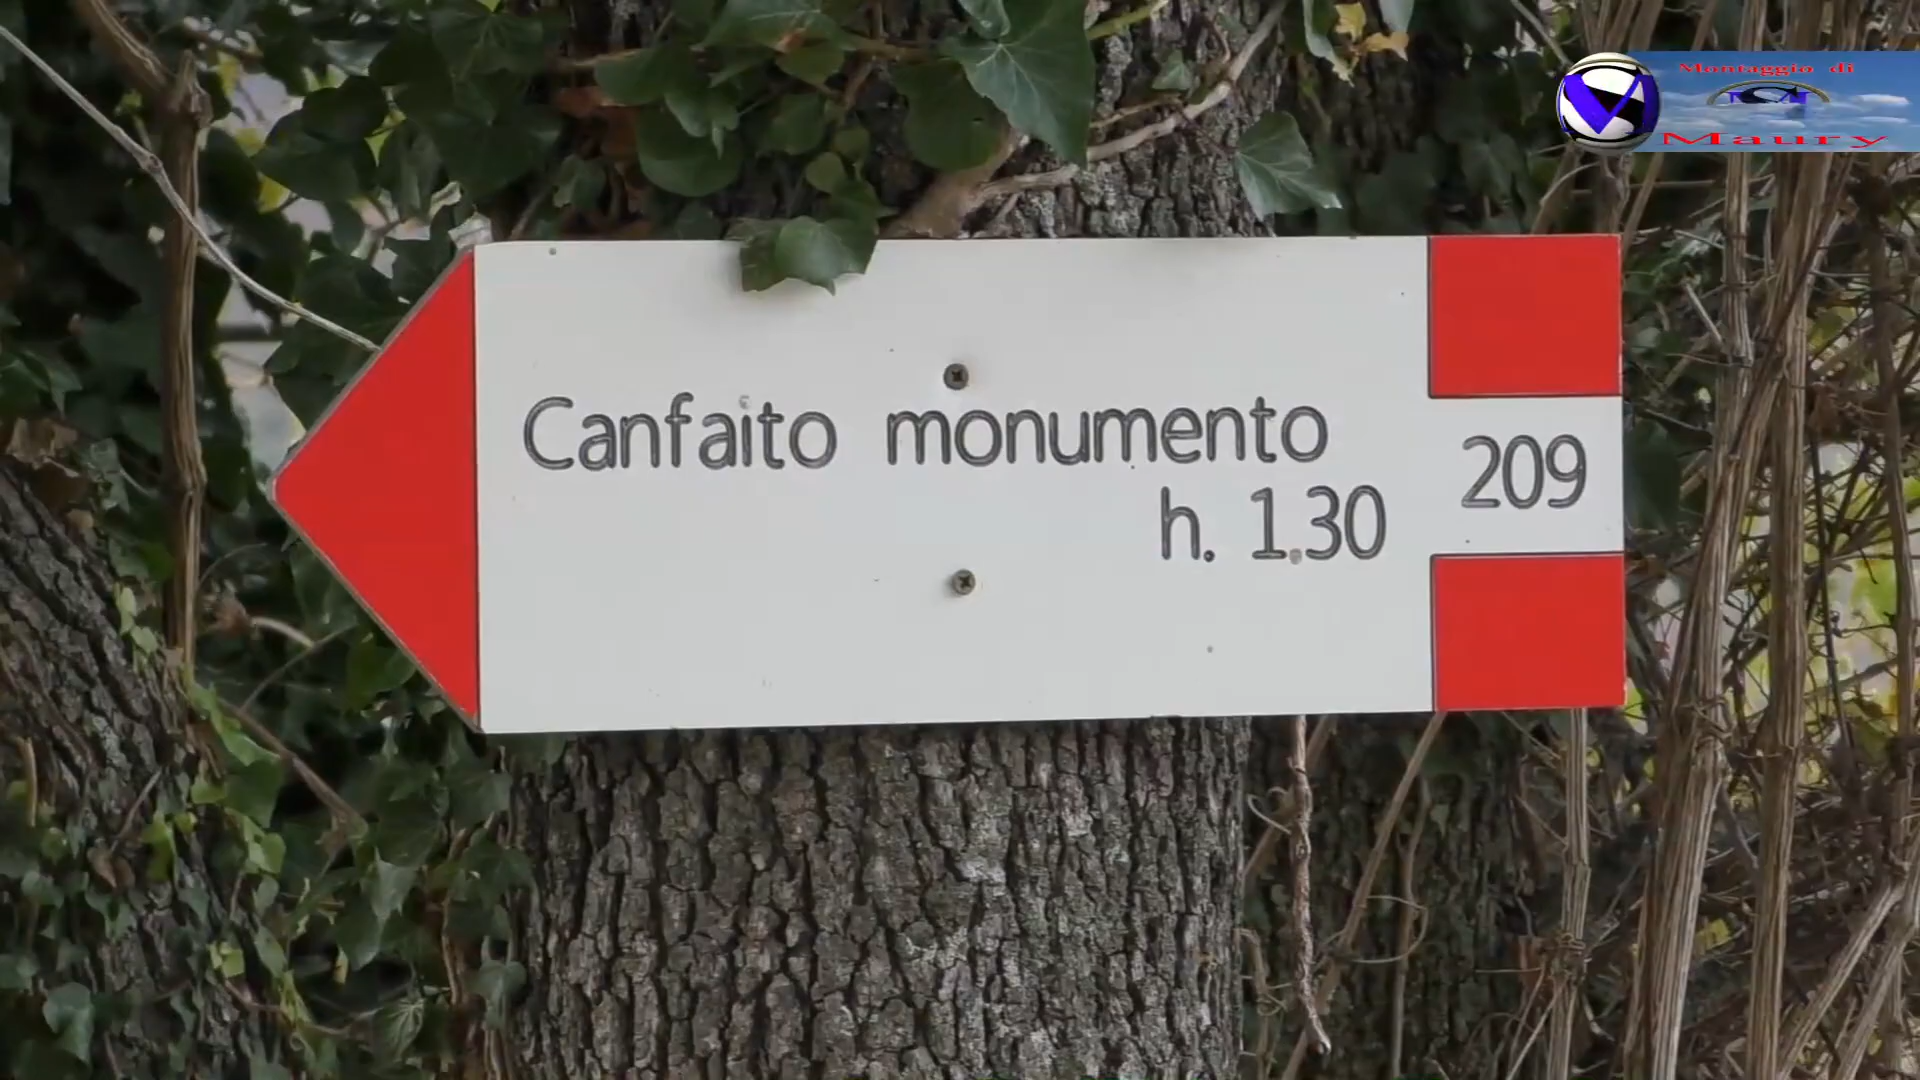 Montaggio di
Maury
Canfaito monumento
h. 1.30
209